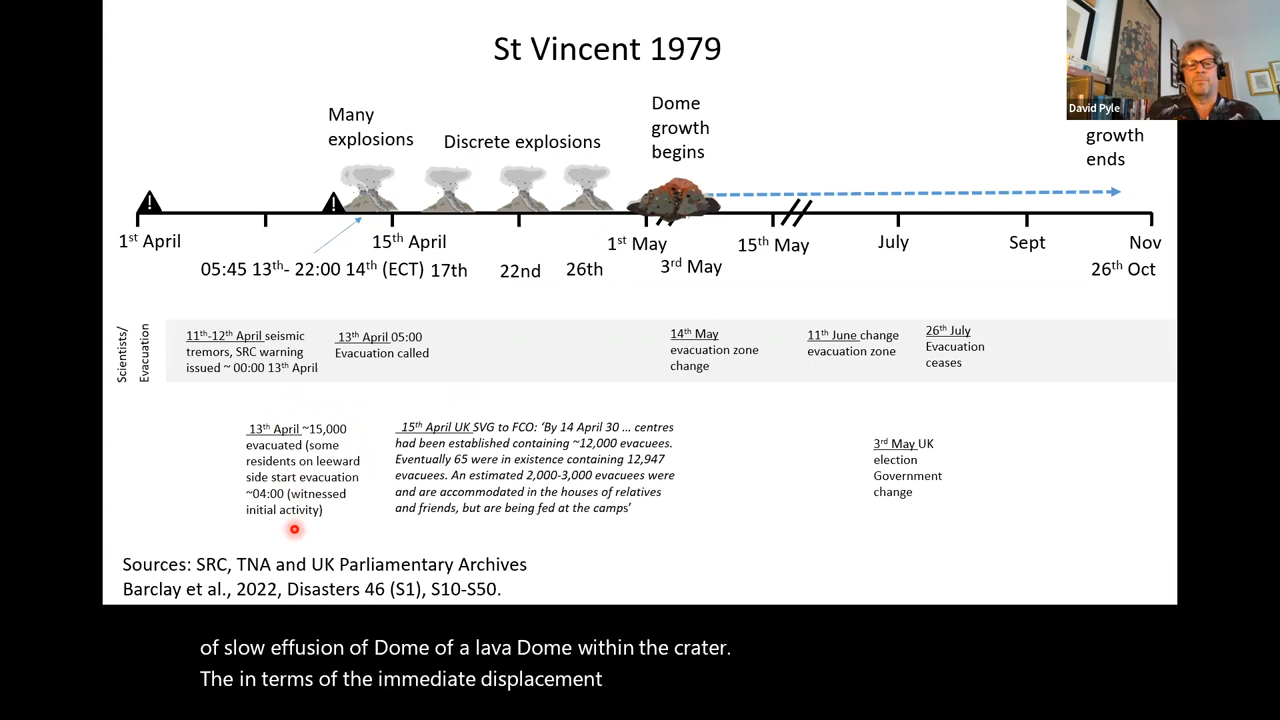 St Vincent 1979
David Pyle
Many
explosions
Discrete explosions
Dome
growth
begins
growth
ends
1st April
15th April
1st May
15th May
July
Sept
Nov
05:45 13th- 22:00 14th (ECT)
17th
22nd
26th
3rd May
26th Oct
Scientists/
Evacuation
11th-12th April seismic
tremors, SRC warning
issued ~ 00:00 13th April
13th April 05:00
Evacuation called
14th May
evacuation zone
change
11th June change
evacuation zone
26th July
Evacuation
ceases
13th April ~15,000
evacuated (some
residents on leeward
side start evacuation
~04:00 (witnessed
initial activity)
15th April UK SVG to FCO: ‘By 14 April 30 … centres
had been established containing ~12,000 evacuees.
Eventually 65 were in existence containing 12,947
evacuees. An estimated 2,000-3,000 evacuees were
and are accommodated in the houses of relatives
and friends, but are being fed at the camps’
3rd May UK
election
Government
change
Sources: SRC, TNA and UK Parliamentary Archives
Barclay et al., 2022, Disasters 46 (S1), S10-S50.
of slow effusion of Dome of a lava Dome within the crater.
The in terms of the immediate displacement